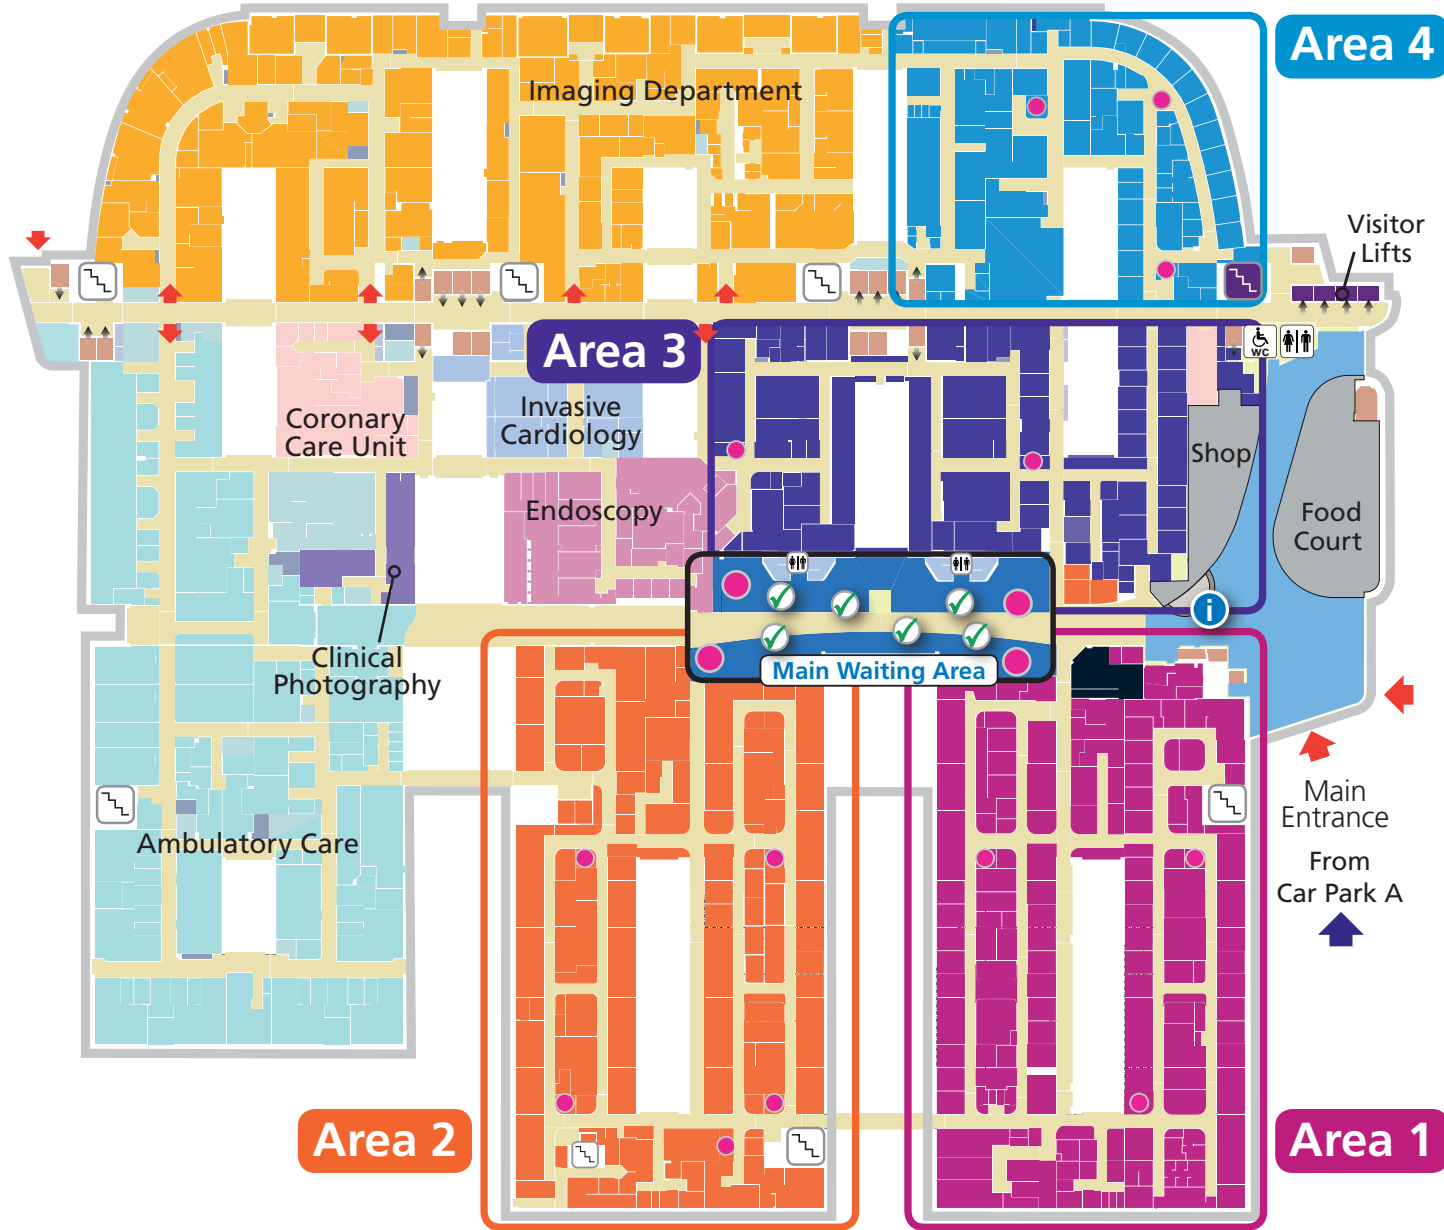 Area 4
Imaging Department
Visitor
Lifts
Area 3
WC
Coronary
Care Unit
Invasive
Cardiology
Shop
Endoscopy
Food
Court
i
Clinical
Photography
Main Waiting Area
Main
Entrance
Ambulatory Care
From
Car Park A
Area 2
Area 1